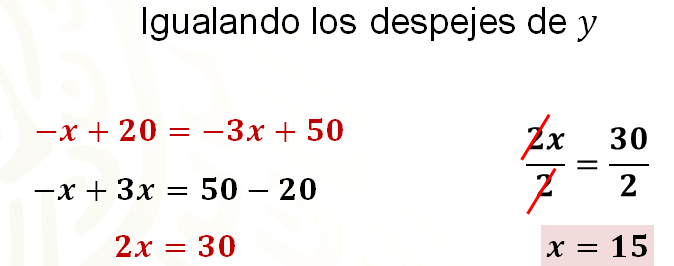 Igualando los despejes de y
−x + 20 = −3x + 50
−x + 3x = 50 − 20
2x = 30
2x/2 = 30/2
x = 15